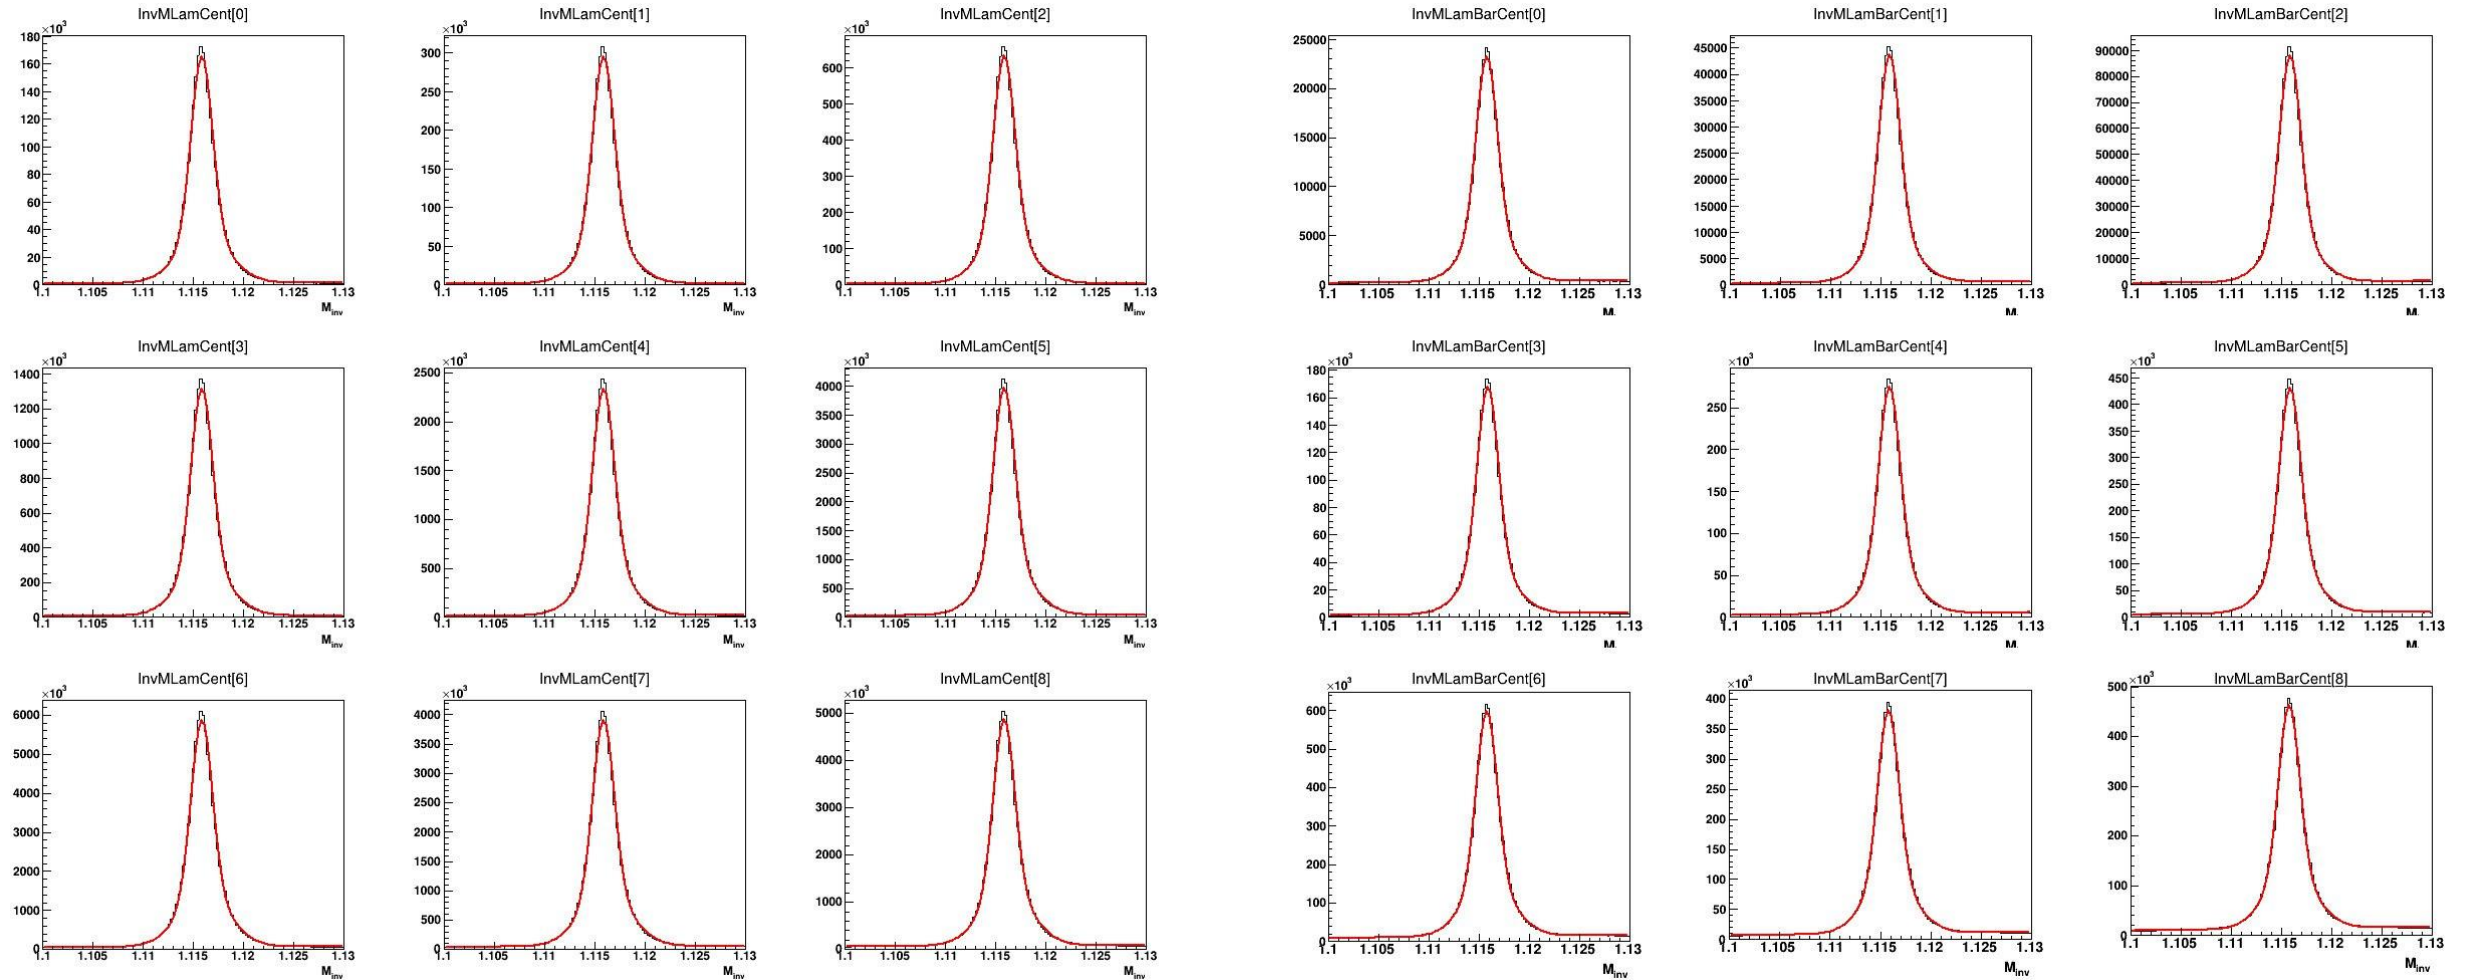 InvMLamCent[0] InvMLamCent[1] InvMLamCent[2] InvMLamBarCent[0] InvMLamBarCent[1] InvMLamBarCent[2]
×10³ ×10³ ×10³
180 160 140 120 100 80 60 40 20 0
300 250 200 150 100 50 0
600 500 400 300 200 100 0
25000 20000 15000 10000 5000 0
45000 40000 35000 30000 25000 20000 15000 10000 5000 0
90000 80000 70000 60000 50000 40000 30000 20000 10000 0
1.1 1.105 1.11 1.115 1.12 1.125 1.13
1.1 1.105 1.11 1.115 1.12 1.125 1.13
1.1 1.105 1.11 1.115 1.12 1.125 1.13
1.1 1.105 1.11 1.115 1.12 1.125 1.13
1.1 1.105 1.11 1.115 1.12 1.125 1.13
1.1 1.105 1.11 1.115 1.12 1.125 1.13
Minv Minv Minv
InvMLamCent[3] InvMLamCent[4] InvMLamCent[5] InvMLamBarCent[3] InvMLamBarCent[4] InvMLamBarCent[5]
×10³ ×10³ ×10³ ×10³ ×10³ ×10³
1400 1200 1000 800 600 400 200 0
2500 2000 1500 1000 500 0
4000 3500 3000 2500 2000 1500 1000 500 0
180 160 140 120 100 80 60 40 20 0
250 200 150 100 50 0
450 400 350 300 250 200 150 100 50 0
1.1 1.105 1.11 1.115 1.12 1.125 1.13
1.1 1.105 1.11 1.115 1.12 1.125 1.13
1.1 1.105 1.11 1.115 1.12 1.125 1.13
1.1 1.105 1.11 1.115 1.12 1.125 1.13
1.1 1.105 1.11 1.115 1.12 1.125 1.13
1.1 1.105 1.11 1.115 1.12 1.125 1.13
Minv Minv Minv
InvMLamCent[6] InvMLamCent[7] InvMLamCent[8] InvMLamBarCent[6] InvMLamBarCent[7] InvMLamBarCent[8]
×10³ ×10³ ×10³ ×10³ ×10³ ×10³
6000 5000 4000 3000 2000 1000 0
4000 3500 3000 2500 2000 1500 1000 500 0
5000 4000 3000 2000 1000 0
600 500 400 300 200 100 0
400 350 300 250 200 150 100 50 0
500 400 300 200 100 0
1.1 1.105 1.11 1.115 1.12 1.125 1.13
1.1 1.105 1.11 1.115 1.12 1.125 1.13
1.1 1.105 1.11 1.115 1.12 1.125 1.13
1.1 1.105 1.11 1.115 1.12 1.125 1.13
1.1 1.105 1.11 1.115 1.12 1.125 1.13
1.1 1.105 1.11 1.115 1.12 1.125 1.13
Minv Minv Minv Minv Minv Minv